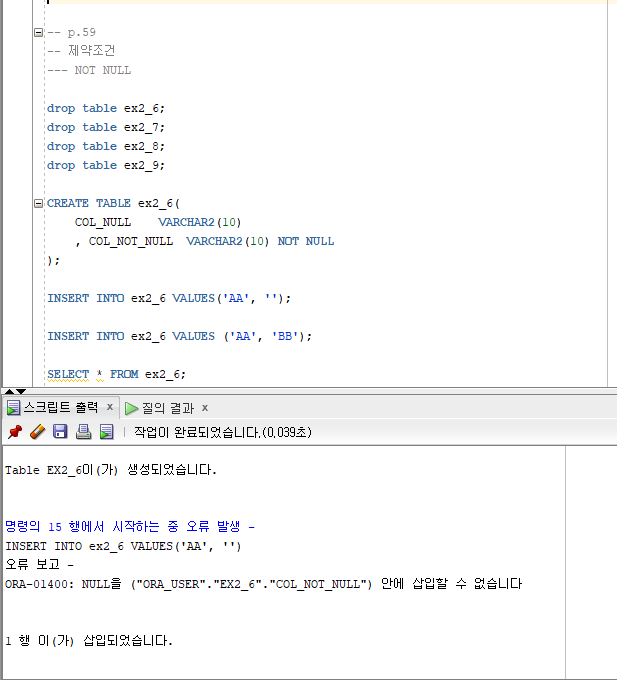 -- p.59
-- 제약조건
--- NOT NULL
drop table ex2_6;
drop table ex2_7;
drop table ex2_8;
drop table ex2_9;
CREATE TABLE ex2_6(
COL_NULL    VARCHAR2(10)
, COL_NOT_NULL  VARCHAR2(10) NOT NULL
);
INSERT INTO ex2_6 VALUES('AA', '');
INSERT INTO ex2_6 VALUES ('AA', 'BB');
SELECT * FROM ex2_6;
스크립트 출력 x 질의 결과 x
작업이 완료되었습니다.(0,039초)
Table EX2_6이(가) 생성되었습니다.
명령의 15 행에서 시작하는 중 오류 발생 -
INSERT INTO ex2_6 VALUES('AA', '')
오류 보고 -
ORA-01400: NULL을 ("ORA_USER"."EX2_6"."COL_NOT_NULL") 안에 삽입할 수 없습니다
1 행 이(가) 삽입되었습니다.